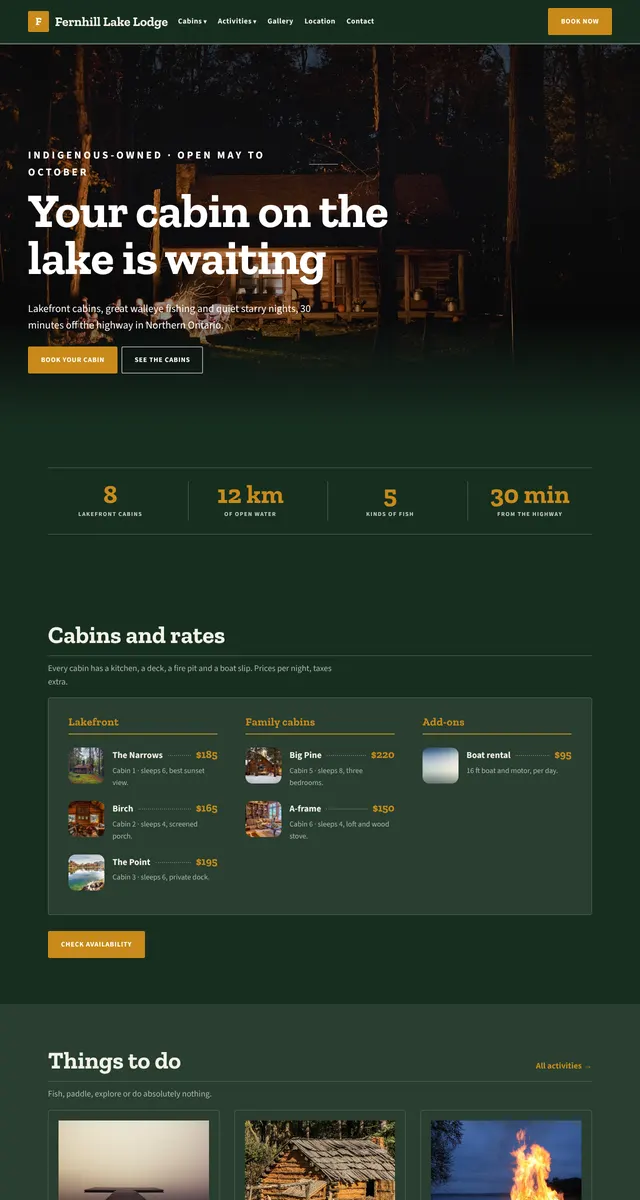 F Fernhill Lake Lodge Cabins ▾ Activities ▾ Gallery Location Contact BOOK NOW
INDIGENOUS-OWNED · OPEN MAY TO
OCTOBER
Your cabin on the
lake is waiting
Lakefront cabins, great walleye fishing and quiet starry nights, 30
minutes off the highway in Northern Ontario.
BOOK YOUR CABIN SEE THE CABINS
8 12 km 5 30 min
LAKEFRONT CABINS OF OPEN WATER KINDS OF FISH FROM THE HIGHWAY
Cabins and rates
Every cabin has a kitchen, a deck, a fire pit and a boat slip. Prices per night, taxes
extra.
Lakefront
The Narrows $185
Cabin 1 · sleeps 6, best sunset
view.
Birch $165
Cabin 2 · sleeps 4, screened
porch.
The Point $195
Cabin 3 · sleeps 6, private dock.
Family cabins
Big Pine $220
Cabin 5 · sleeps 8, three
bedrooms.
A-frame $150
Cabin 6 · sleeps 4, loft and wood
stove.
Add-ons
Boat rental $95
16 ft boat and motor, per day.
CHECK AVAILABILITY
Things to do
All activities →
Fish, paddle, explore or do absolutely nothing.